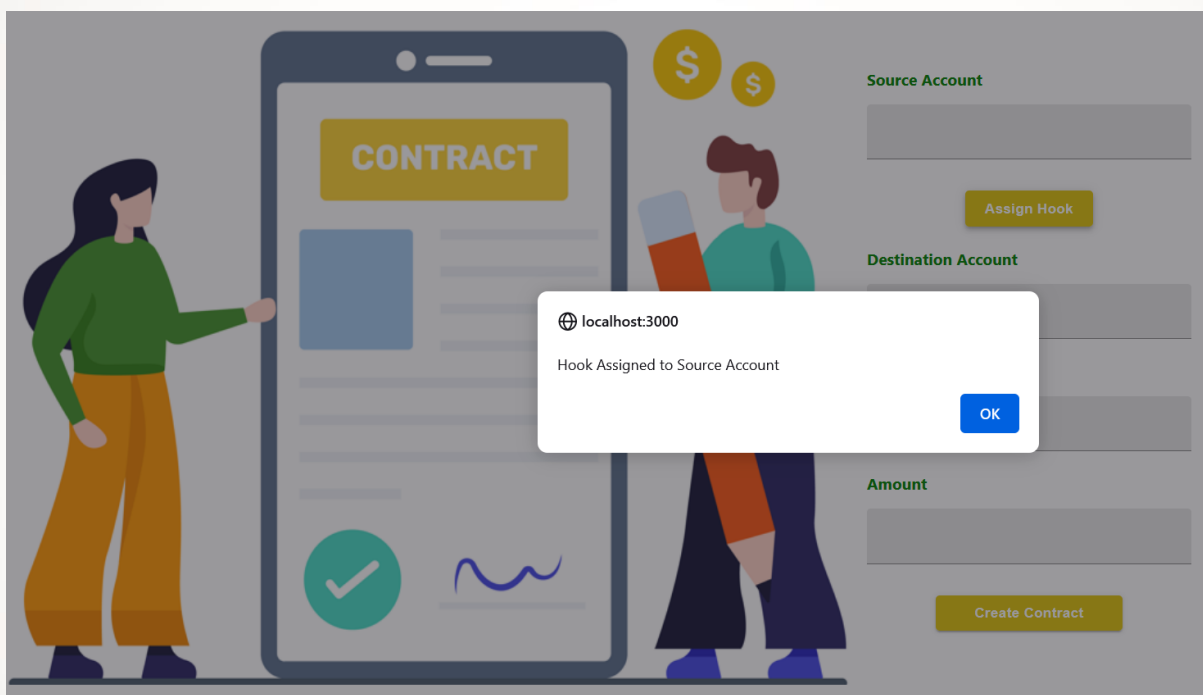 CONTRACT
$
$
Source Account
Assign Hook
Destination Account
localhost:3000
Hook Assigned to Source Account
OK
Amount
Create Contract